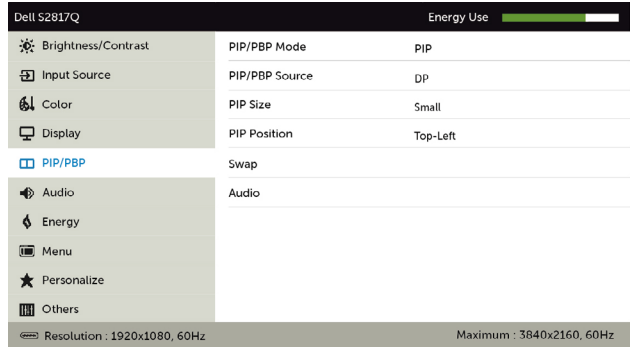 Dell S2817Q Energy Use
Brightness/Contrast PIP/PBP Mode PIP
Input Source PIP/PBP Source DP
Color PIP Size Small
Display PIP Position Top-Left
PIP/PBP Swap
Audio Audio
Energy
Menu
Personalize
Others
Resolution : 1920x1080, 60Hz Maximum : 3840x2160, 60Hz